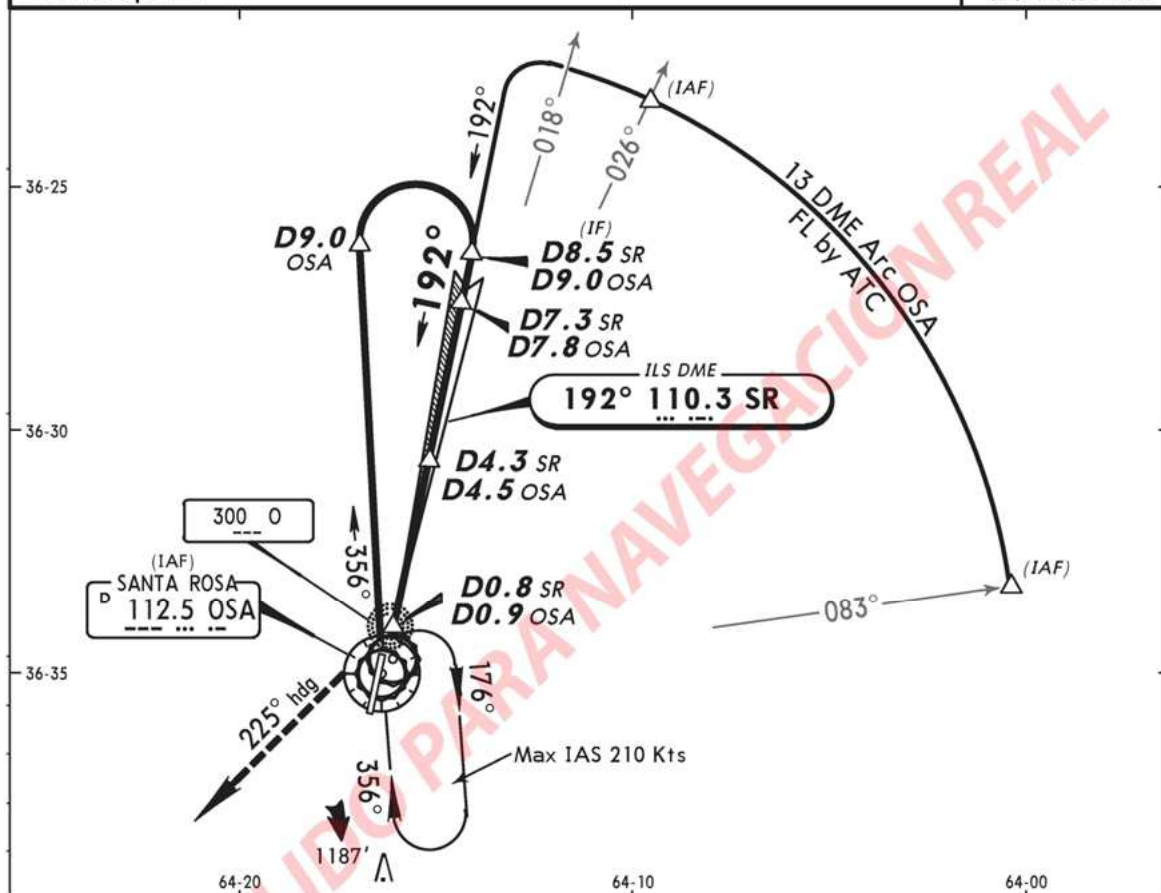 192°
018°
026°
(IAF)
13 DME Arc OSA
FL by ATC
36-25
D9.0
OSA
192°
(IF)
D8.5 SR
D9.0 OSA
D7.3 SR
D7.8 OSA
ILS DME
192° 110.3 SR
36-30
D4.3 SR
D4.5 OSA
300 O
356°
(IAF)
SANTA ROSA
D 112.5 OSA
D0.8 SR
D0.9 OSA
083°
(IAF)
36-35
225° hdg
176°
356°
Max IAS 210 Kts
1187'
64-20
64-10
64-00
LIDO PARA NAVEGACION REAL